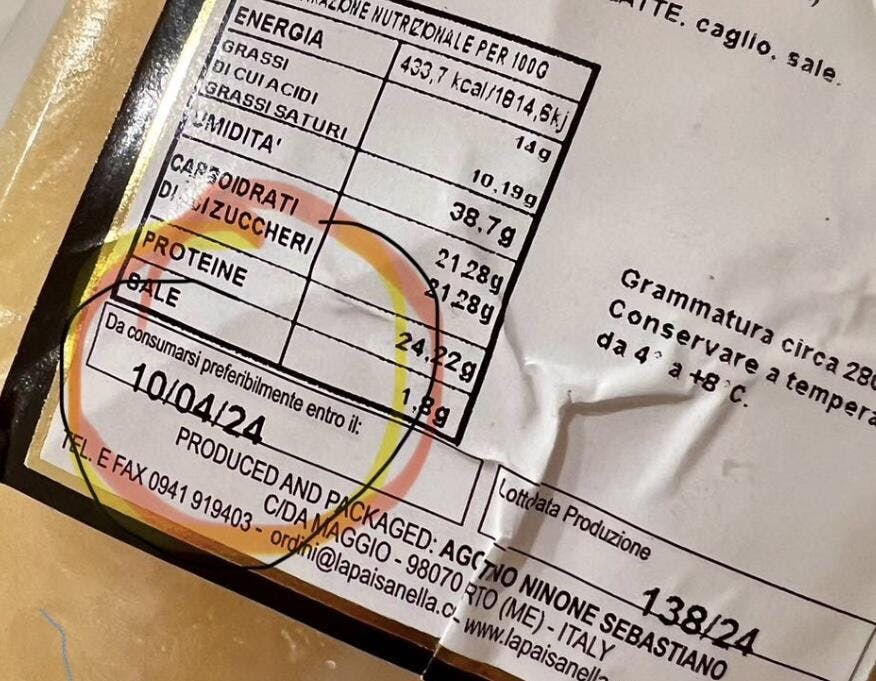 NUTRIZIONALE PER 100G
ENERGIA 433,7 kcal/1814,6kj
GRASSI 14g
DI CUI ACIDI
GRASSI SATURI 10,19g
UMIDITA' 38,7g
CARBOIDRATI 21,28g
DI ZUCCHERI 21,28g
PROTEINE 24,22g
SALE 1,8g
LATTE, caglio, sale.
Grammatura circa 280
Conservare a tempera
da 4° a +8°C.
Da consumarsi preferibilmente entro il:
10/04/24
Lotto/data Produzione
138/24
PRODUCED AND PACKAGED: NINONE SEBASTIANO
C/DA MAGGIO - 98070 (ME) - ITALY
TEL. E FAX 0941 919403 - ordini@lapaisanella. www.lapaisanella